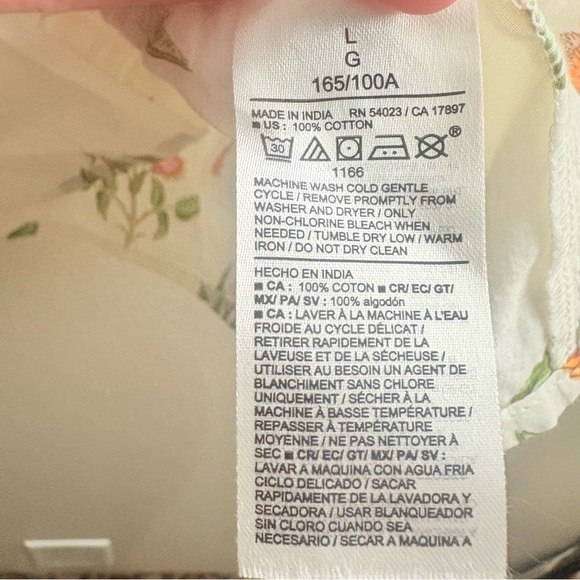 L
G
165/100A
MADE IN INDIA RN 54023 / CA 17897
■ US : 100% COTTON
30 ®
1166
MACHINE WASH COLD GENTLE
CYCLE / REMOVE PROMPTLY FROM
WASHER AND DRYER / ONLY
NON-CHLORINE BLEACH WHEN
NEEDED / TUMBLE DRY LOW / WARM
IRON / DO NOT DRY CLEAN
HECHO EN INDIA
■ CA : 100% COTON ■ CR/ EC/ GT/
MX/ PA/ SV : 100% algodón
■ CA : LAVER À LA MACHINE À L'EAU
FROIDE AU CYCLE DÉLICAT /
RETIRER RAPIDEMENT DE LA
LAVEUSE ET DE LA SÉCHEUSE /
UTILISER AU BESOIN UN AGENT DE
BLANCHIMENT SANS CHLORE
UNIQUEMENT / SÉCHER À LA
MACHINE À BASSE TEMPÉRATURE /
REPASSER À TEMPÉRATURE
MOYENNE / NE PAS NETTOYER À
SEC ■ CR/ EC/ GT/ MX/ PA/ SV :
LAVAR A MAQUINA CON AGUA FRIA
CICLO DELICADO / SACAR
RAPIDAMENTE DE LA LAVADORA Y
SECADORA / USAR BLANQUEADOR
SIN CLORO CUANDO SEA
NECESARIO / SECAR A MAQUINA A